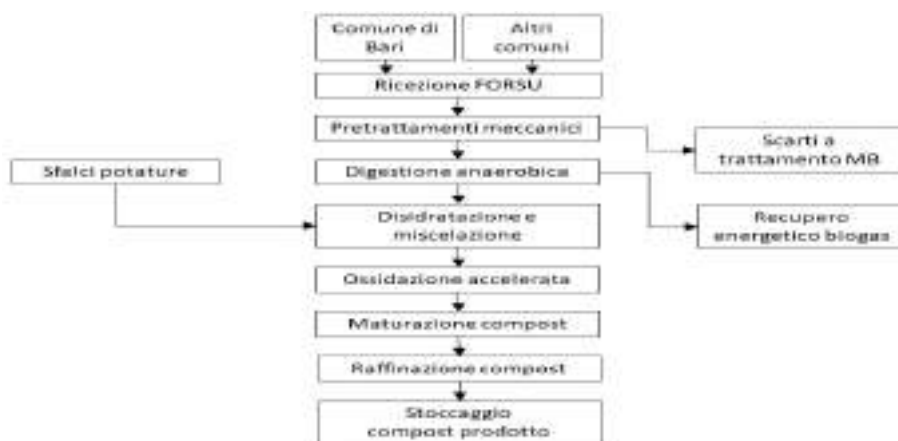 Comune di
Bari
Altri
comuni
Ricezione FORSU
Pretrattamenti meccanici
Scarti a
trattamento MB
Sfalci potature
Digestione anaerobica
Disidratazione e
miscelazione
Recupero
energetico biogas
Ossidazione accelerata
Maturazione compost
Raffinazione compost
Stoccaggio
compost prodotto